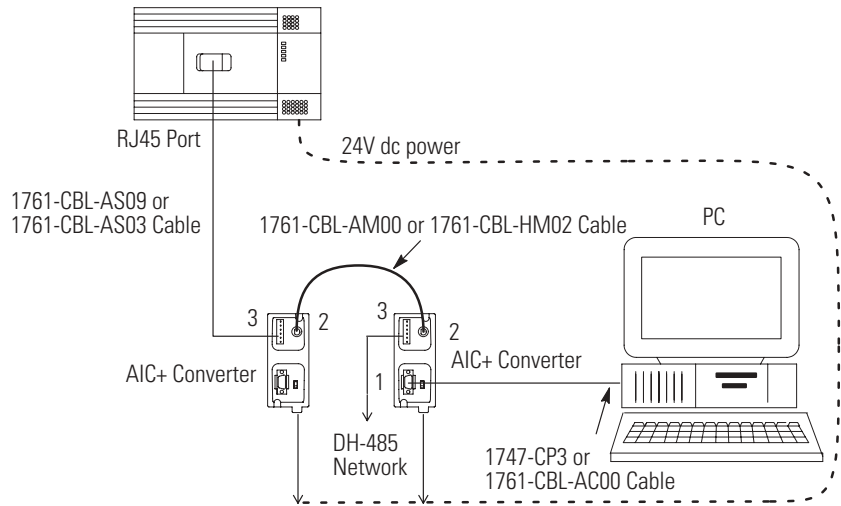 RJ45 Port
24V dc power
1761-CBL-AS09 or
1761-CBL-AS03 Cable
1761-CBL-AM00 or 1761-CBL-HM02 Cable
PC
3
2
3
2
AIC+ Converter
1
AIC+ Converter
DH-485
Network
1747-CP3 or
1761-CBL-AC00 Cable